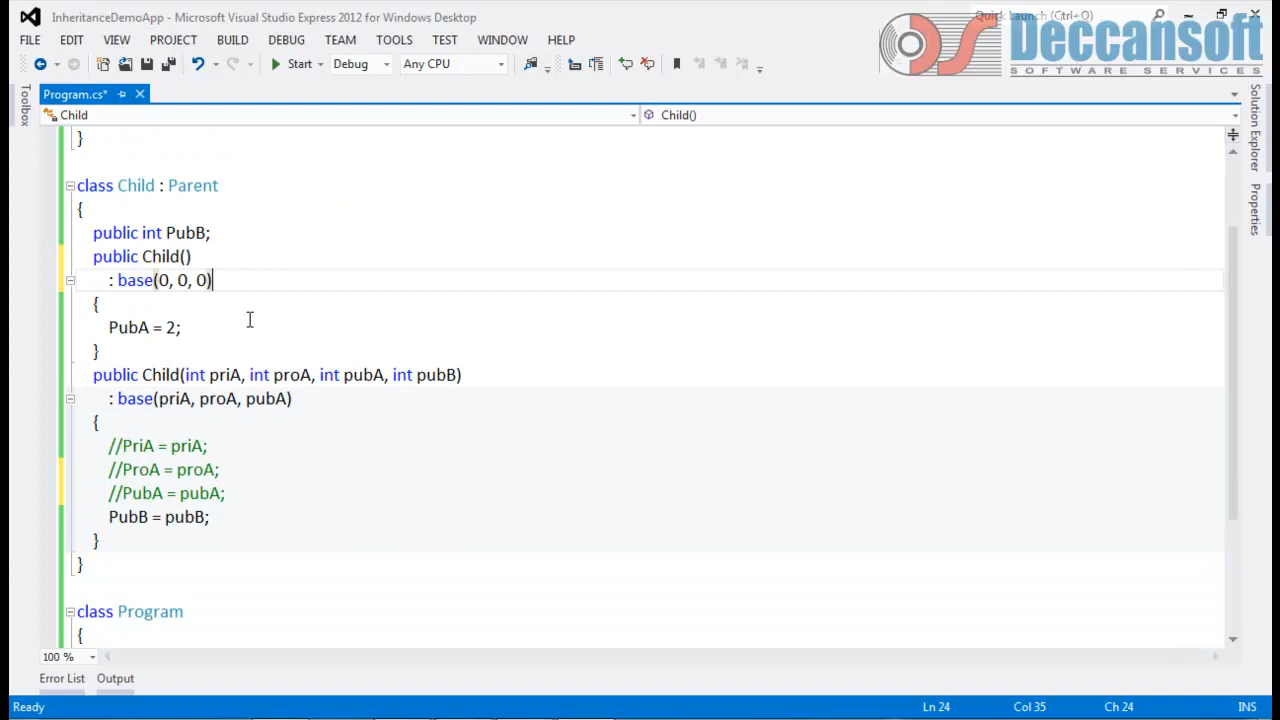 InheritanceDemoApp - Microsoft Visual Studio Express 2012 for Windows Desktop
Quick Launch (Ctrl+Q)
FILE EDIT VIEW PROJECT BUILD DEBUG TEAM TOOLS TEST WINDOW HELP
Deccansoft
SOFTWARE SERVICES
Start Debug Any CPU
Program.cs*
Toolbox
Solution Explorer
Properties
Child Child()
}
class Child : Parent
{
public int PubB;
public Child()
: base(0, 0, 0)
{
PubA = 2;
}
public Child(int priA, int proA, int pubA, int pubB)
: base(priA, proA, pubA)
{
//PriA = priA;
//ProA = proA;
//PubA = pubA;
PubB = pubB;
}
}
class Program
{
100 %
Error List Output
Ready Ln 24 Col 35 Ch 24 INS